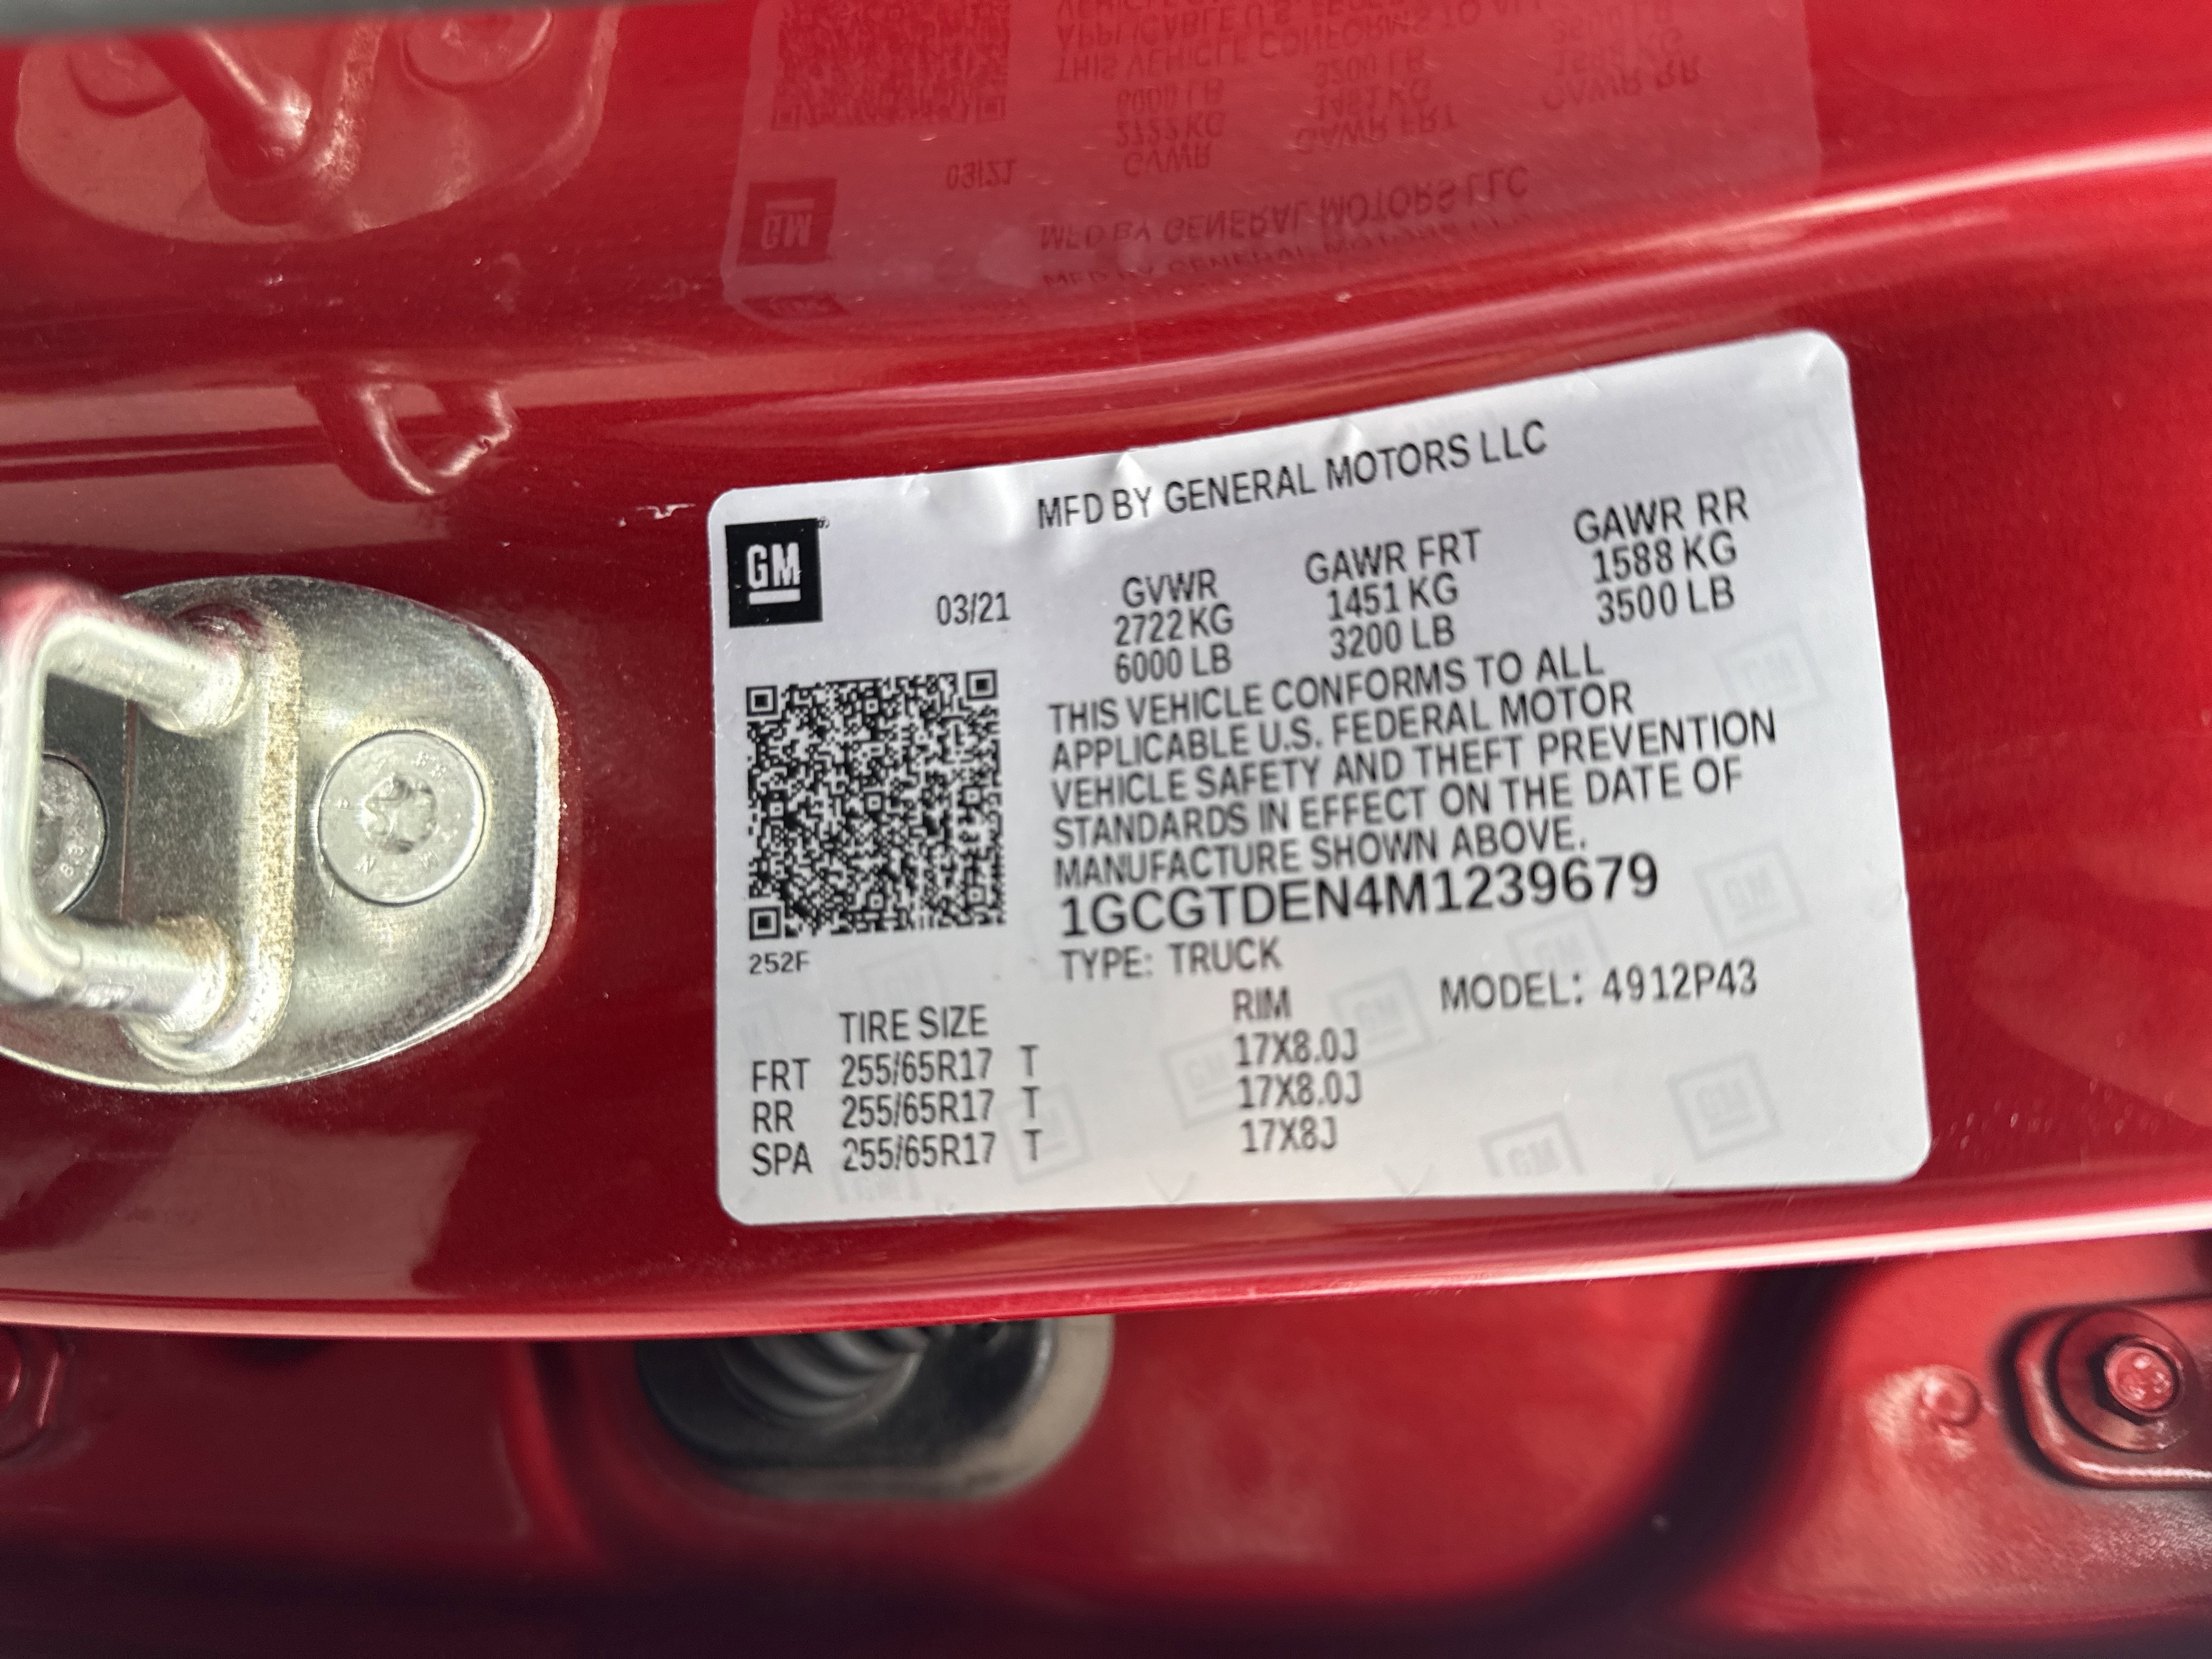 MFD BY GENERAL MOTORS LLC
GM
03/21
GVWR GAWR FRT GAWR RR
2722 KG 1451 KG 1588 KG
6000 LB 3200 LB 3500 LB
THIS VEHICLE CONFORMS TO ALL
APPLICABLE U.S. FEDERAL MOTOR
VEHICLE SAFETY AND THEFT PREVENTION
STANDARDS IN EFFECT ON THE DATE OF
MANUFACTURE SHOWN ABOVE.
1GCGTDEN4M1239679
252F
TYPE: TRUCK
MODEL: 4912P43
TIRE SIZE RIM
FRT 255/65R17 T 17X8.0J
RR 255/65R17 T 17X8.0J
SPA 255/65R17 T 17X8J